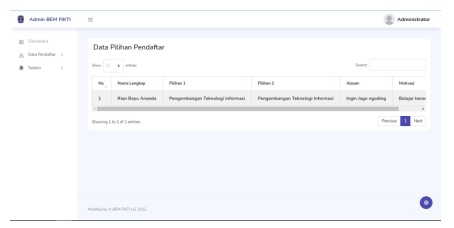 Admin BEM FIKTI
Administrator
Dashboard
Data Pendaftar
Seleksi
Data Pilihan Pendaftar
Show 10 entries
Search:
No Nama Lengkap Pilihan 1 Pilihan 2 Alasan Motivasi
1 Rian Bayu Ananda Pengembangan Teknologi Informasi Pengembangan Teknologi Informasi Ingin Jago ngoding Belajar
Showing 1 to 1 of 1 entries
Previous 1 Next
Modified by © BEM FIKTI UG 2022